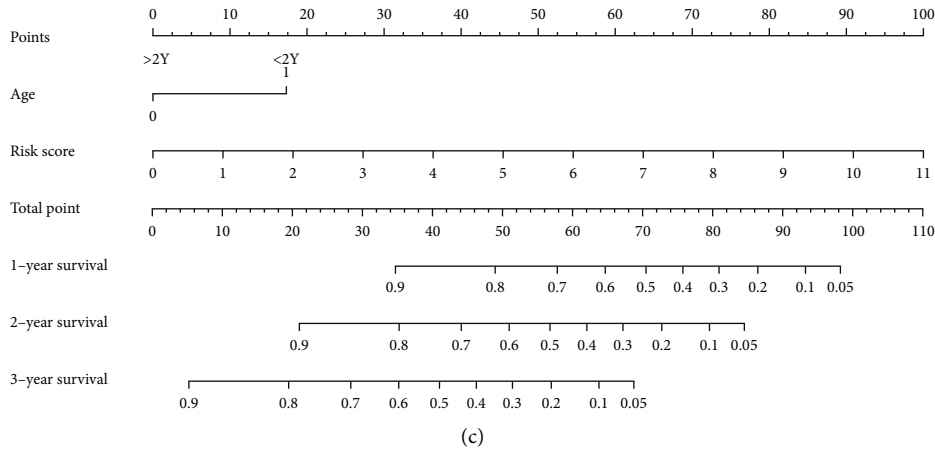 0 10 20 30 40 50 60 70 80 90 100
Points
>2Y <2Y
1
Age
0
Risk score
0 1 2 3 4 5 6 7 8 9 10 11
Total point
0 10 20 30 40 50 60 70 80 90 100 110
1–year survival
0.9 0.8 0.7 0.6 0.5 0.4 0.3 0.2 0.1 0.05
2–year survival
0.9 0.8 0.7 0.6 0.5 0.4 0.3 0.2 0.1 0.05
3–year survival
0.9 0.8 0.7 0.6 0.5 0.4 0.3 0.2 0.1 0.05
(c)